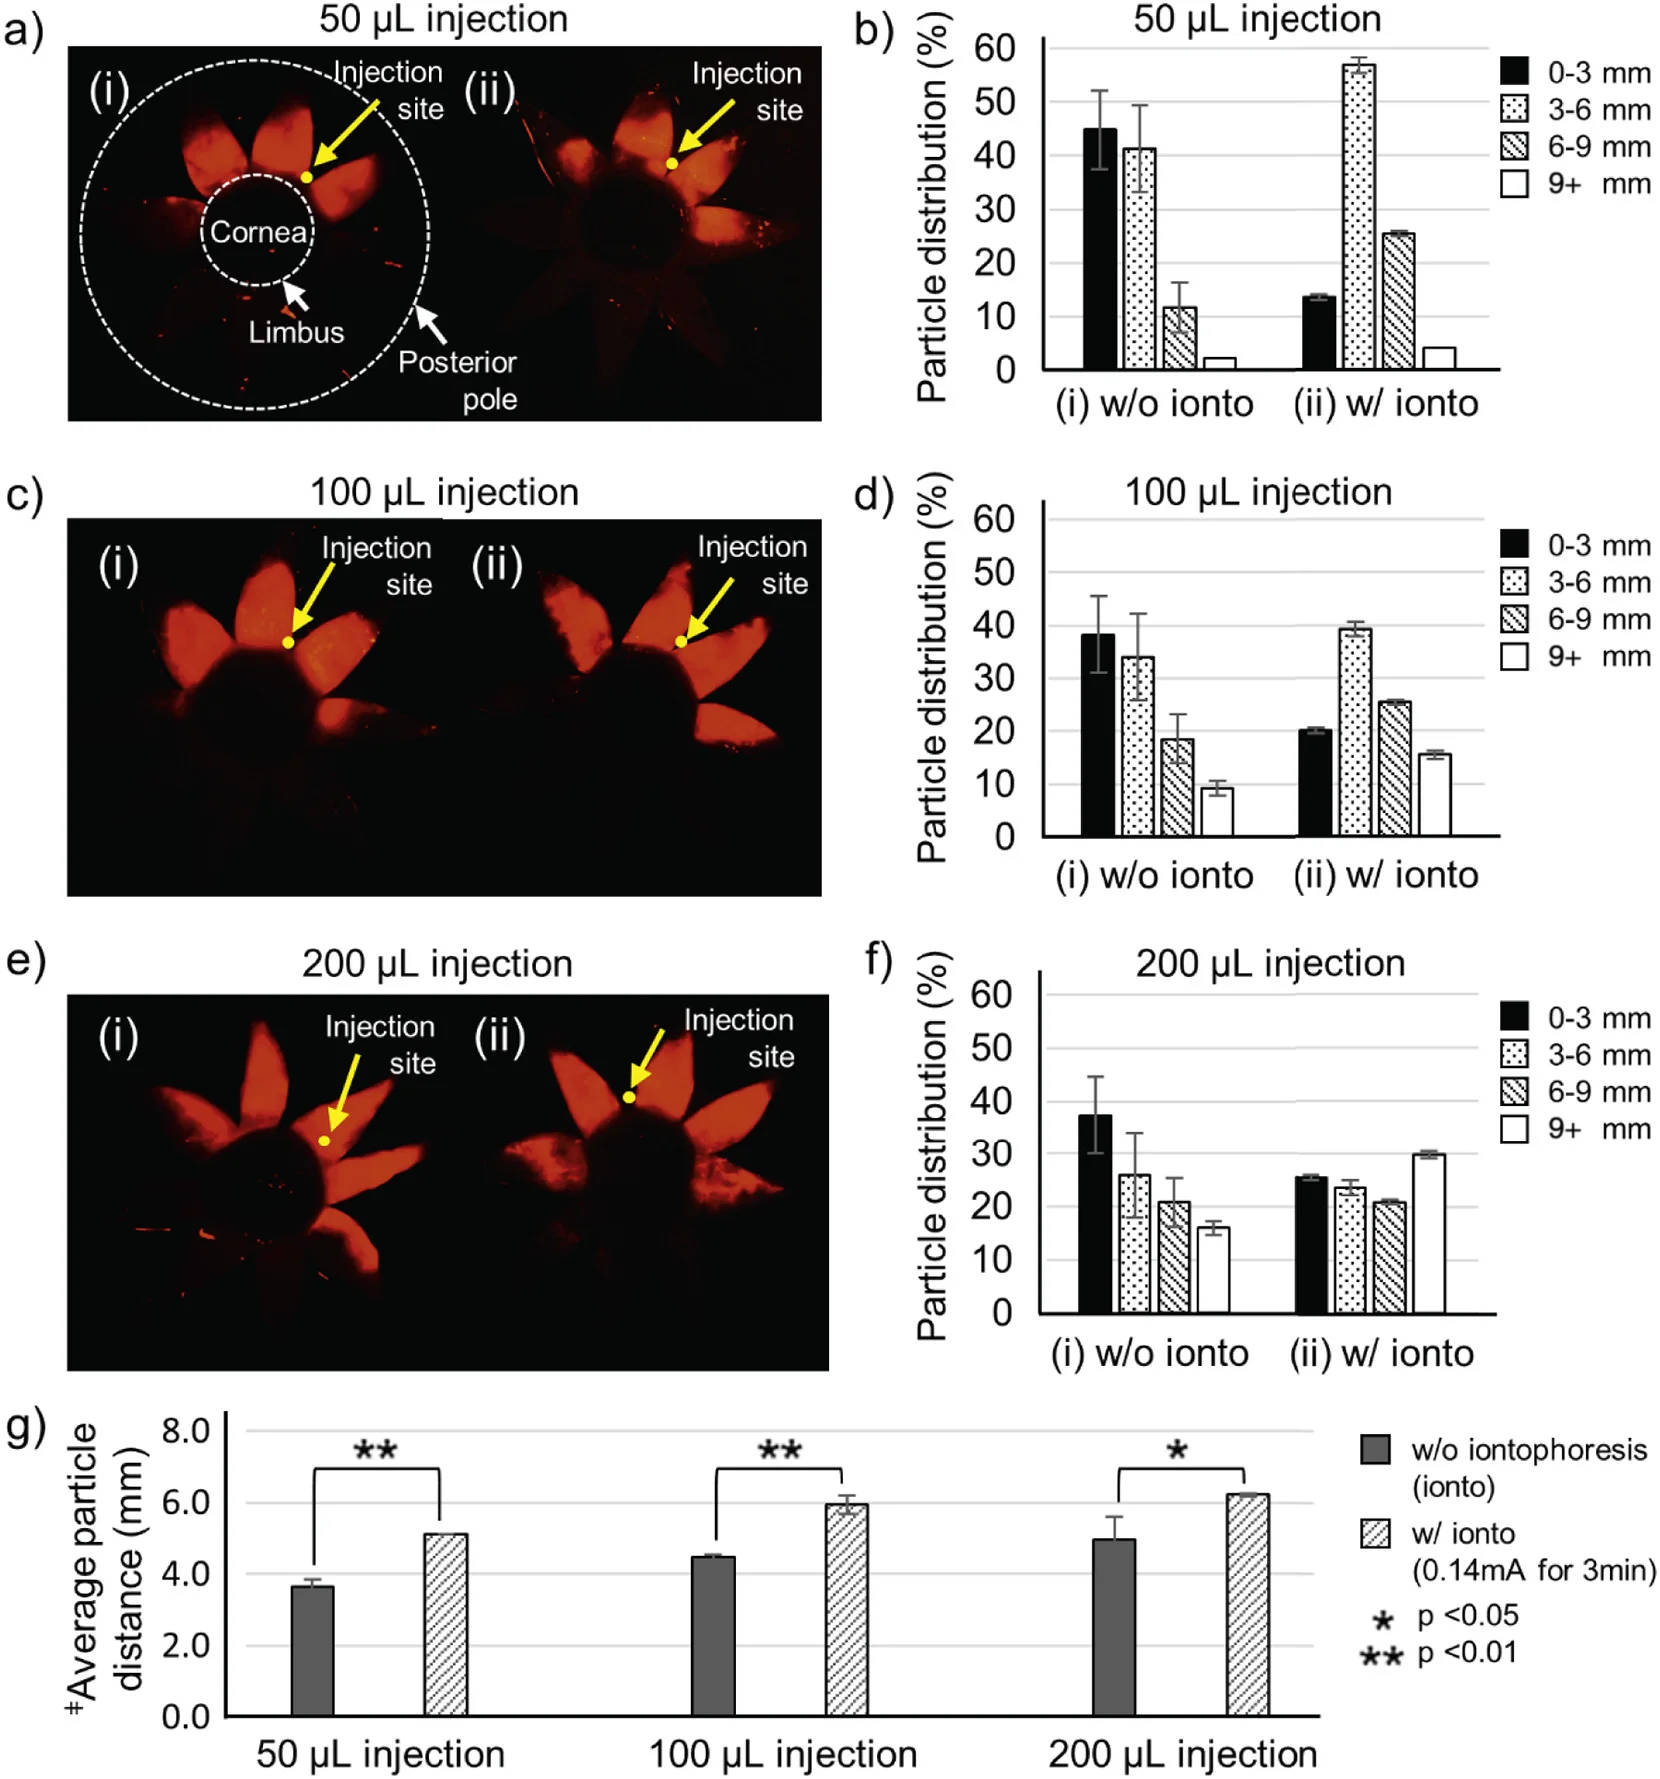 a)
50 µL injection
(i)
Injection
site
Cornea
Limbus
Posterior
pole
(ii)
Injection
site
b)
50 µL injection
Particle distribution (%)
60
50
40
30
20
10
0
(i) w/o ionto
(ii) w/ ionto
0-3 mm
3-6 mm
6-9 mm
9+ mm
c)
100 µL injection
(i)
Injection
site
(ii)
Injection
site
d)
100 µL injection
Particle distribution (%)
60
50
40
30
20
10
0
(i) w/o ionto
(ii) w/ ionto
0-3 mm
3-6 mm
6-9 mm
9+ mm
e)
200 µL injection
(i)
Injection
site
(ii)
Injection
site
f)
200 µL injection
Particle distribution (%)
60
50
40
30
20
10
0
(i) w/o ionto
(ii) w/ ionto
0-3 mm
3-6 mm
6-9 mm
9+ mm
g)
ǂAverage particle
distance (mm)
8.0
6.0
4.0
2.0
0.0
**
**
*
50 µL injection
100 µL injection
200 µL injection
w/o iontophoresis
(ionto)
w/ ionto
(0.14mA for 3min)
* p <0.05
** p <0.01